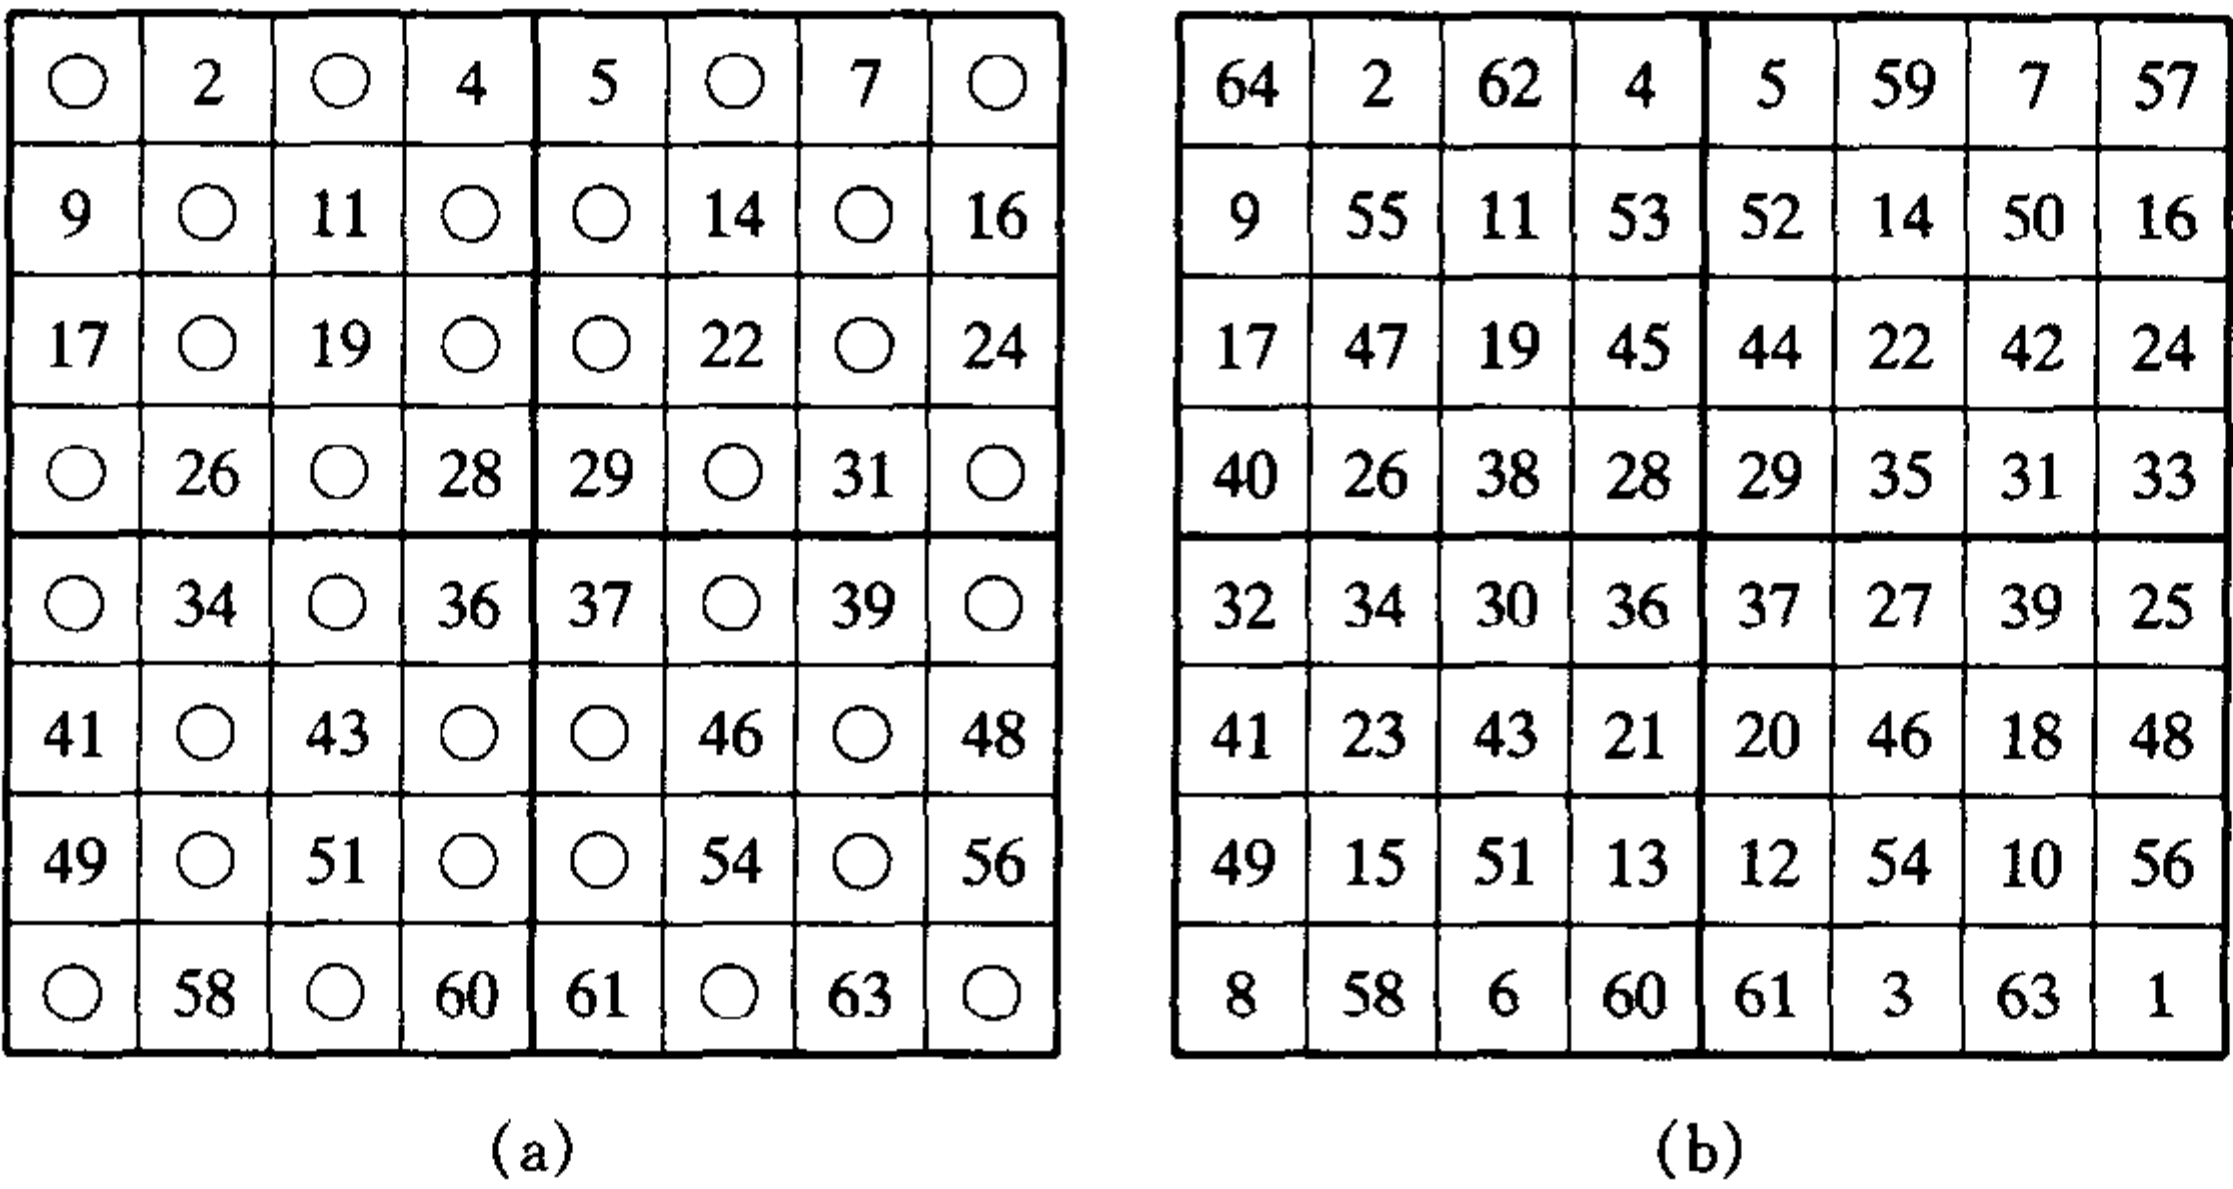 ○ 2 ○ 4 5 ○ 7 ○
9 ○ 11 ○ ○ 14 ○ 16
17 ○ 19 ○ ○ 22 ○ 24
○ 26 ○ 28 29 ○ 31 ○
○ 34 ○ 36 37 ○ 39 ○
41 ○ 43 ○ ○ 46 ○ 48
49 ○ 51 ○ ○ 54 ○ 56
○ 58 ○ 60 61 ○ 63 ○
(a)
64 2 62 4 5 59 7 57
9 55 11 53 52 14 50 16
17 47 19 45 44 22 42 24
40 26 38 28 29 35 31 33
32 34 30 36 37 27 39 25
41 23 43 21 20 46 18 48
49 15 51 13 12 54 10 56
8 58 6 60 61 3 63 1
(b)